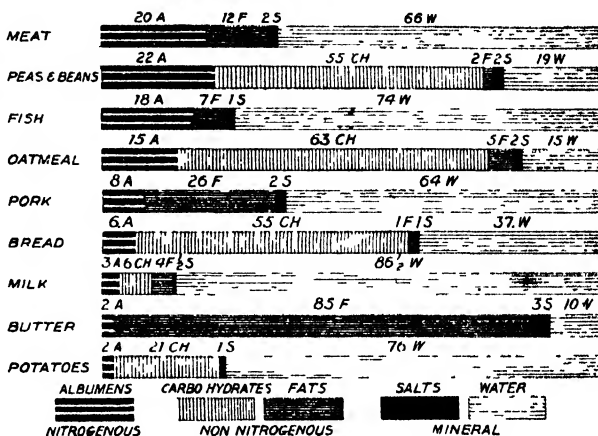 20 A 12 F 2 S 66 W
MEAT
22 A 55 CH 2 F 2 S 19 W
PEAS & BEANS
18 A 7 F 1 S 74 W
FISH
15 A 63 CH 5 F 2 S 15 W
OATMEAL
8 A 26 F 2 S 64 W
PORK
6 A 55 CH 1 F 1 S 37 W
BREAD
3 A 6 CH 4 F ½ S 86½ W
MILK
2 A 85 F 3 S 10 W
BUTTER
2 A 21 CH 1 S 76 W
POTATOES
ALBUMENS CARBO HYDRATES FATS SALTS WATER
NITROGENOUS NON NITROGENOUS MINERAL